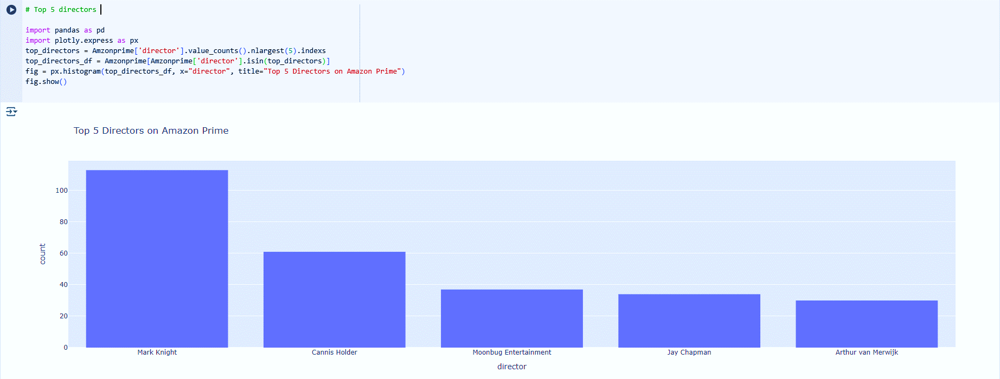 # Top 5 directors
import pandas as pd
import plotly.express as px
top_directors = Amzonprime['director'].value_counts().nlargest(5).indexs
top_directors_df = Amzonprime[Amzonprime['director'].isin(top_directors)]
fig = px.histogram(top_directors_df, x="director", title="Top 5 Directors on Amazon Prime")
fig.show()
Top 5 Directors on Amazon Prime
100
80
60
40
20
0
count
Mark Knight
Cannis Holder
Moonbug Entertainment
Jay Chapman
Arthur van Merwijk
director